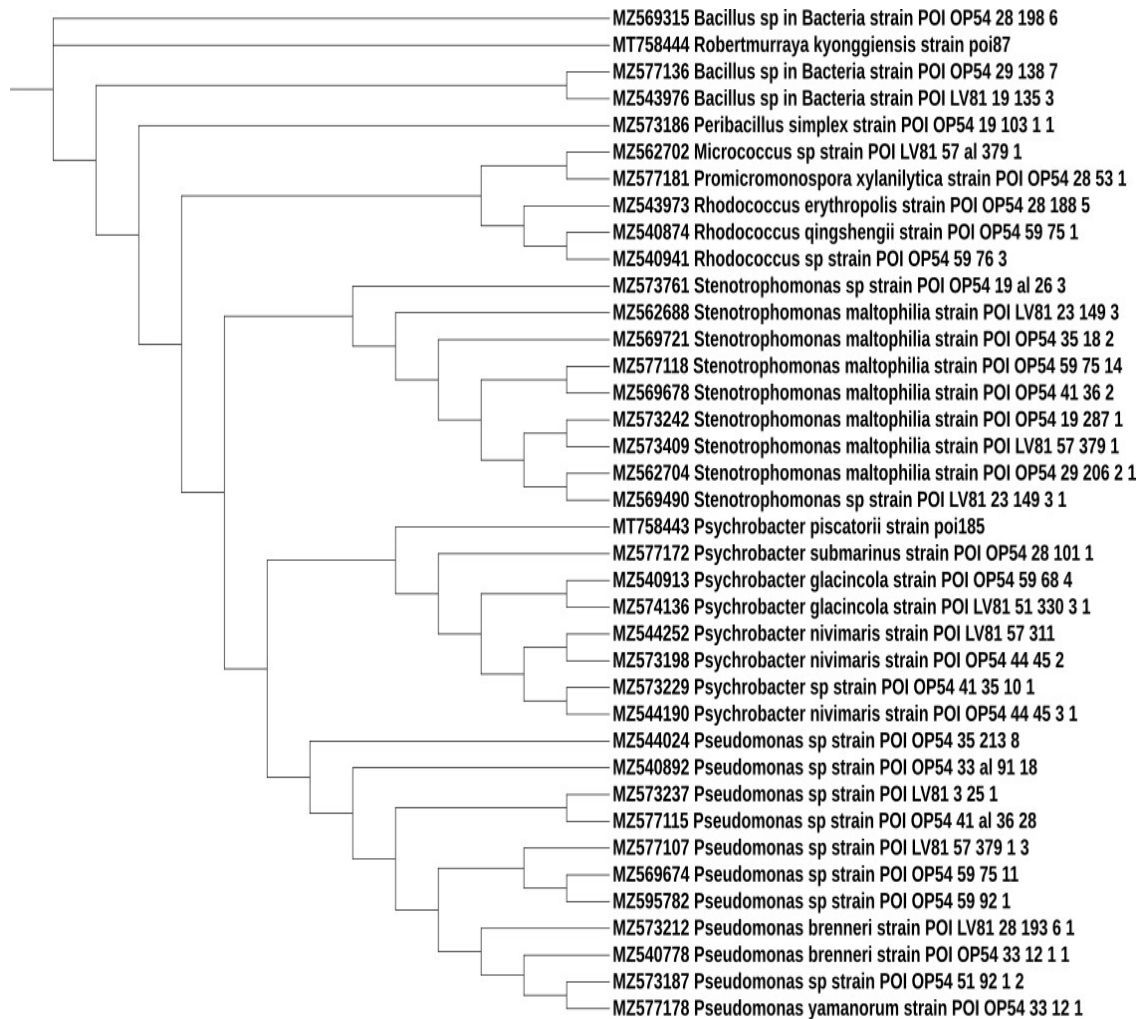 MZ569315 Bacillus sp in Bacteria strain POI OP54 28 198 6
MT758444 Robertmurraya kyonggiensis strain poi87
MZ577136 Bacillus sp in Bacteria strain POI OP54 29 138 7
MZ543976 Bacillus sp in Bacteria strain POI LV81 19 135 3
MZ573186 Peribacillus simplex strain POI OP54 19 103 1 1
MZ562702 Micrococcus sp strain POI LV81 57 al 379 1
MZ577181 Promicromonospora xylanilytica strain POI OP54 28 53 1
MZ543973 Rhodococcus erythropolis strain POI OP54 28 188 5
MZ540874 Rhodococcus qingshengii strain POI OP54 59 75 1
MZ540941 Rhodococcus sp strain POI OP54 59 76 3
MZ573761 Stenotrophomonas sp strain POI OP54 19 al 26 3
MZ562688 Stenotrophomonas maltophilia strain POI LV81 23 149 3
MZ569721 Stenotrophomonas maltophilia strain POI OP54 35 18 2
MZ577118 Stenotrophomonas maltophilia strain POI OP54 59 75 14
MZ569678 Stenotrophomonas maltophilia strain POI OP54 41 36 2
MZ573242 Stenotrophomonas maltophilia strain POI OP54 19 287 1
MZ573409 Stenotrophomonas maltophilia strain POI LV81 57 379 1
MZ562704 Stenotrophomonas maltophilia strain POI OP54 29 206 2 1
MZ569490 Stenotrophomonas sp strain POI LV81 23 149 3 1
MT758443 Psychrobacter piscatorii strain poi185
MZ577172 Psychrobacter submarinus strain POI OP54 28 101 1
MZ540913 Psychrobacter glacincola strain POI OP54 59 68 4
MZ574136 Psychrobacter glacincola strain POI LV81 51 330 3 1
MZ544252 Psychrobacter nivimaris strain POI LV81 57 311
MZ573198 Psychrobacter nivimaris strain POI OP54 44 45 2
MZ573229 Psychrobacter sp strain POI OP54 41 35 10 1
MZ544190 Psychrobacter nivimaris strain POI OP54 44 45 3 1
MZ544024 Pseudomonas sp strain POI OP54 35 213 8
MZ540892 Pseudomonas sp strain POI OP54 33 al 91 18
MZ573237 Pseudomonas sp strain POI LV81 3 25 1
MZ577115 Pseudomonas sp strain POI OP54 41 al 36 28
MZ577107 Pseudomonas sp strain POI LV81 57 379 1 3
MZ569674 Pseudomonas sp strain POI OP54 59 75 11
MZ595782 Pseudomonas sp strain POI OP54 59 92 1
MZ573212 Pseudomonas brenneri strain POI LV81 28 193 6 1
MZ540778 Pseudomonas brenneri strain POI OP54 33 12 1 1
MZ573187 Pseudomonas sp strain POI OP54 51 92 1 2
MZ577178 Pseudomonas yamanorum strain POI OP54 33 12 1